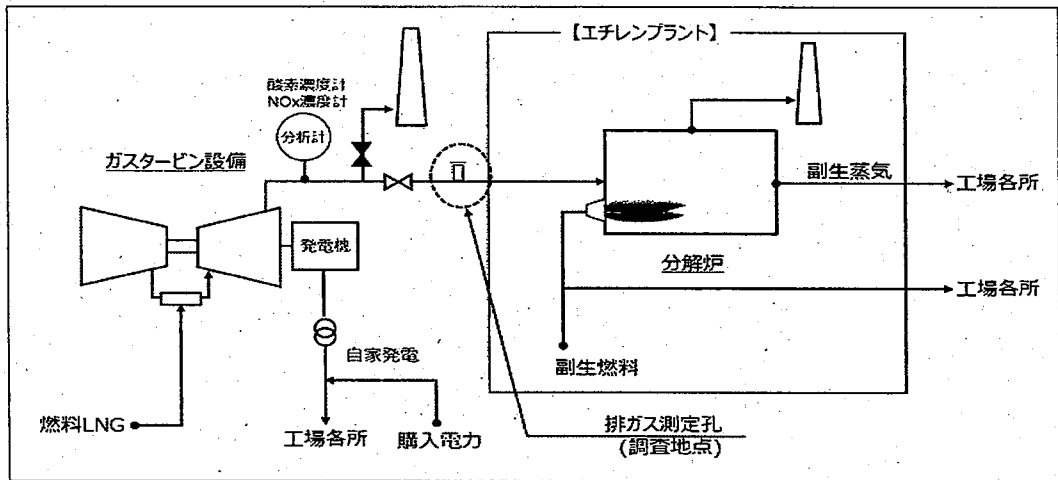 【エチレンプラント】
酸素濃度計
NOx濃度計
分析計
ガスタービン設備
発電機
副生蒸気
工場各所
分解炉
工場各所
副生燃料
自家発電
燃料LNG
工場各所
購入電力
排ガス測定孔
(調査地点)